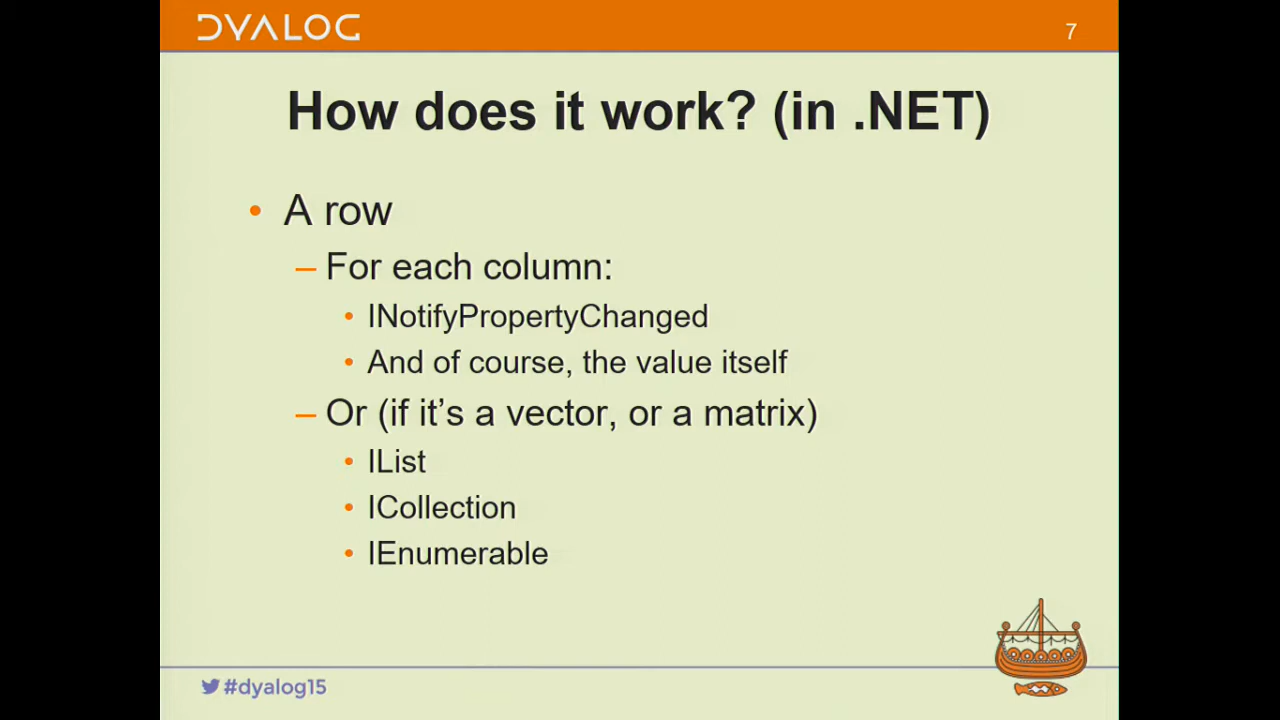 DYALOG
7
How does it work? (in .NET)
• A row
– For each column:
• INotifyPropertyChanged
• And of course, the value itself
– Or (if it's a vector, or a matrix)
• IList
• ICollection
• IEnumerable
#dyalog15